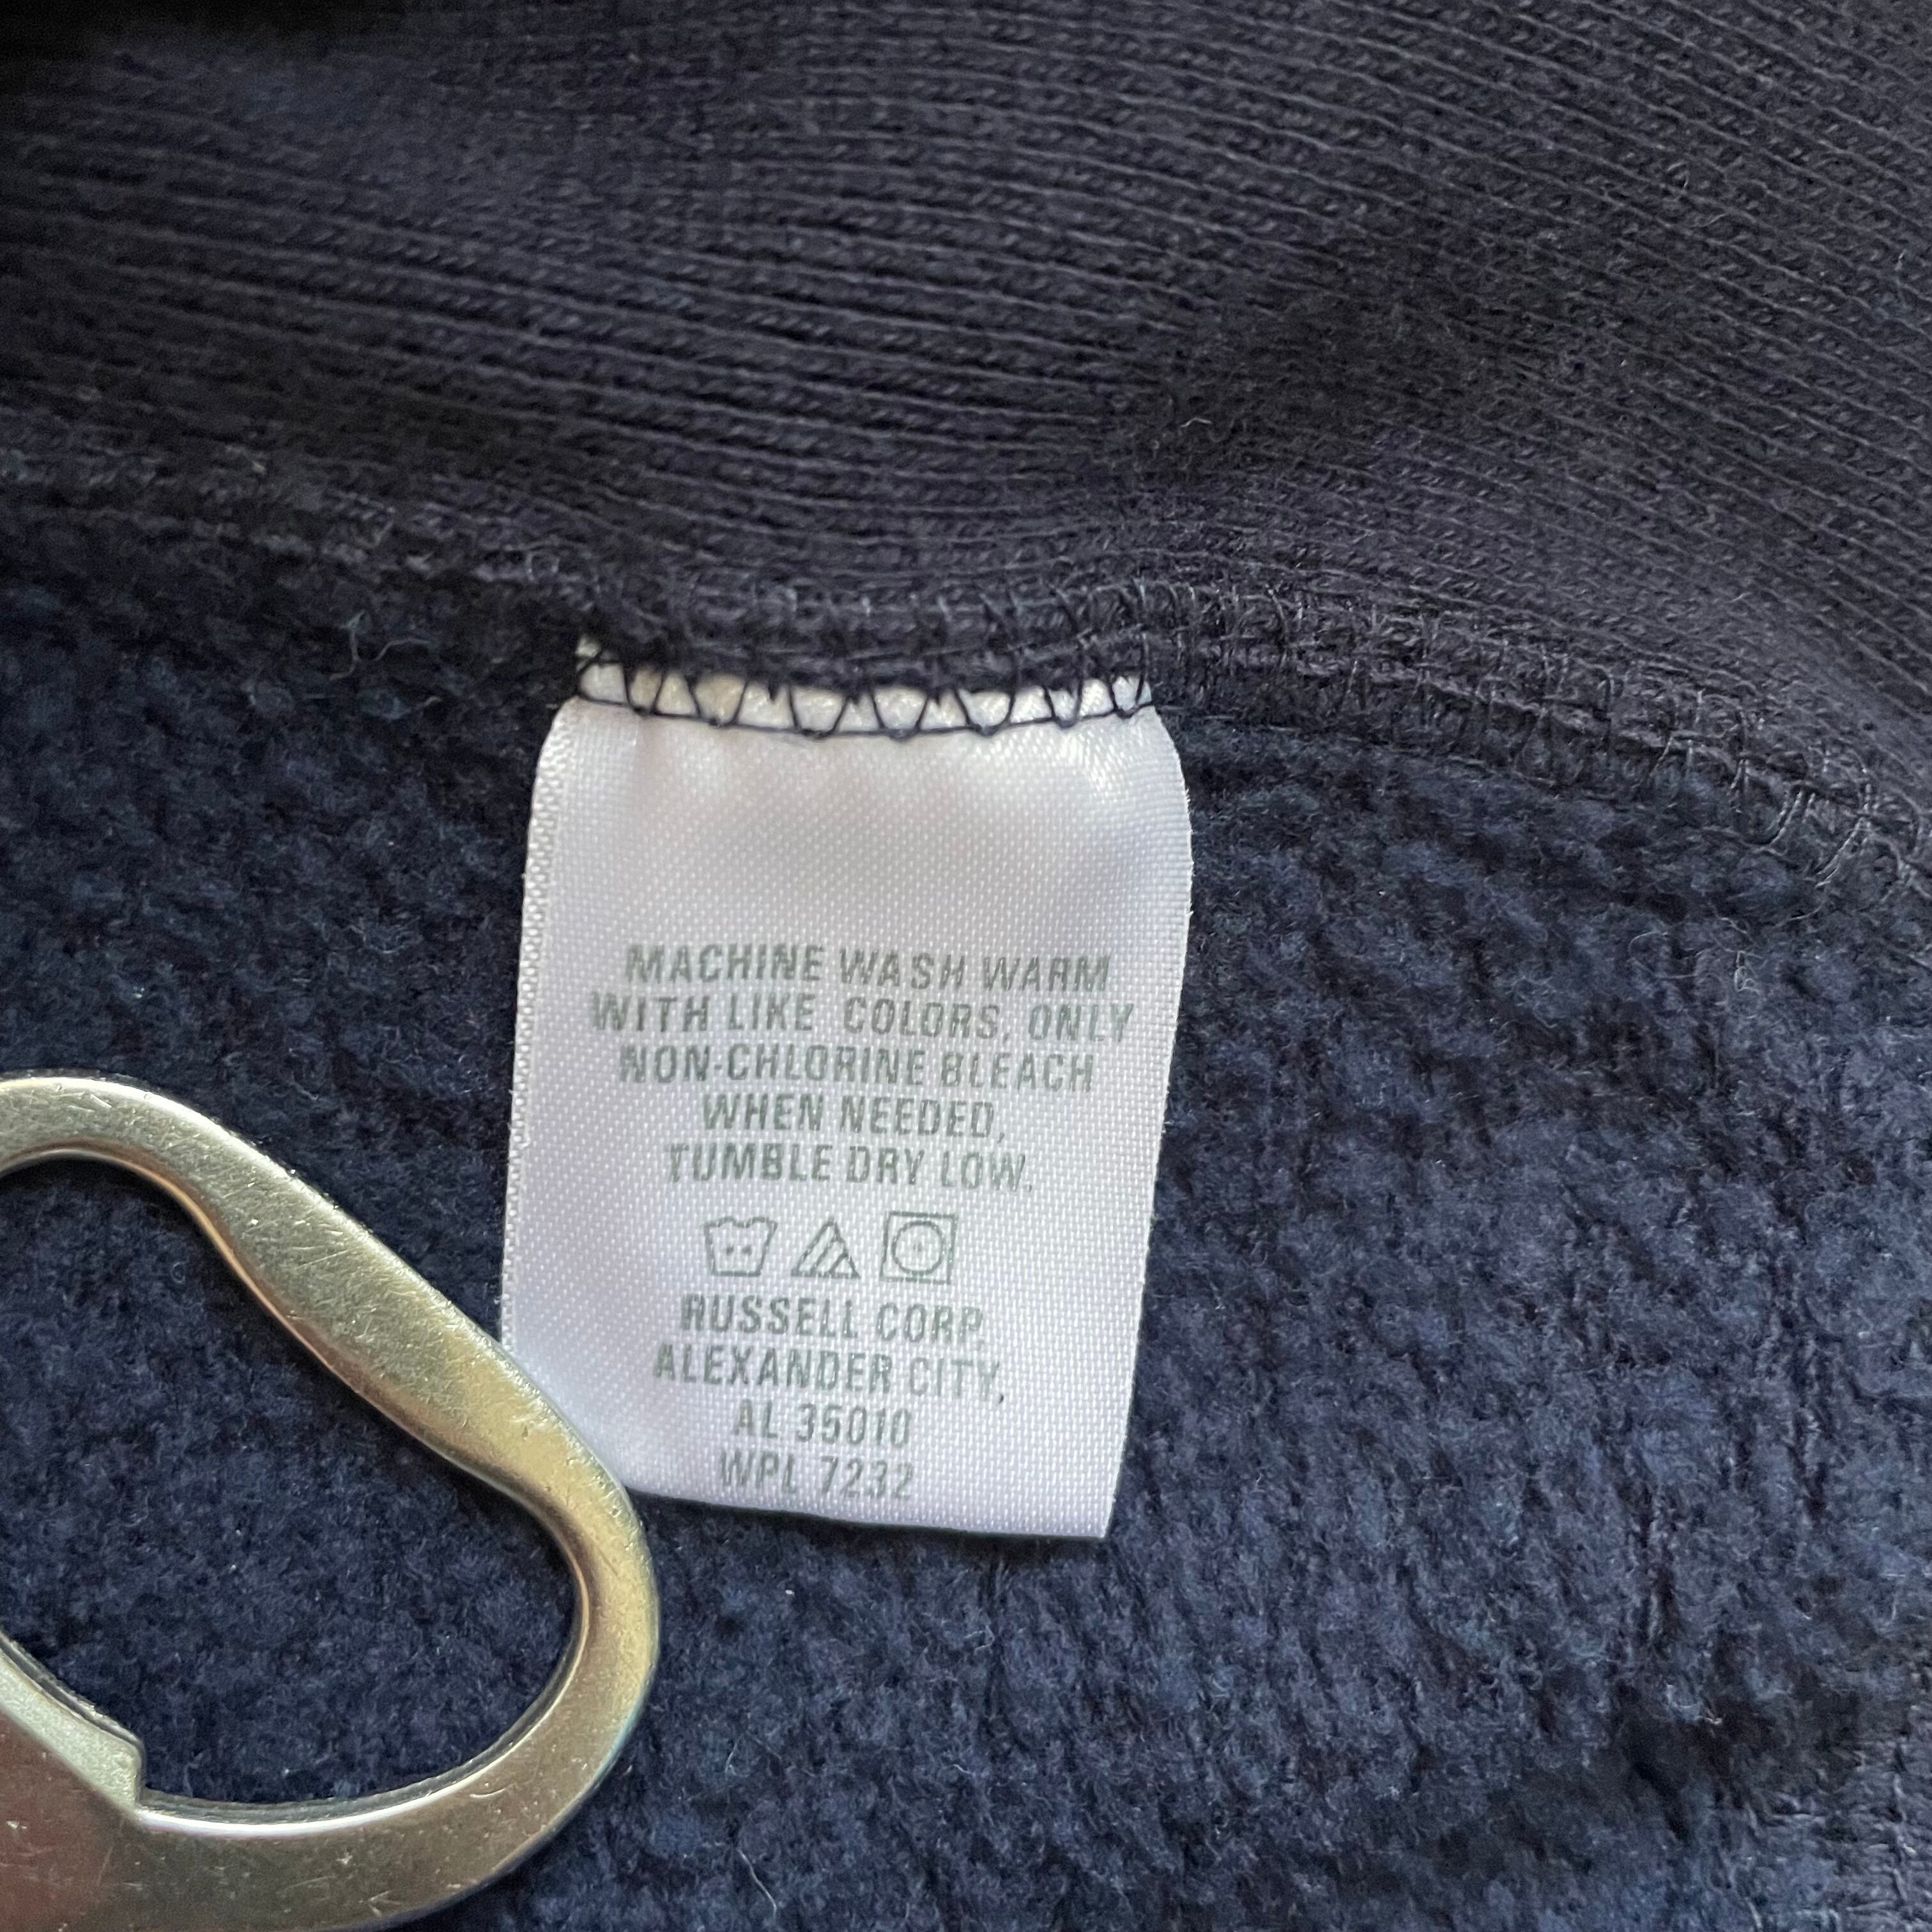 MACHINE WASH WARM
WITH LIKE COLORS, ONLY
NON-CHLORINE BLEACH
WHEN NEEDED,
TUMBLE DRY LOW.
RUSSELL CORP.
ALEXANDER CITY,
AL 35010
WPL 7232